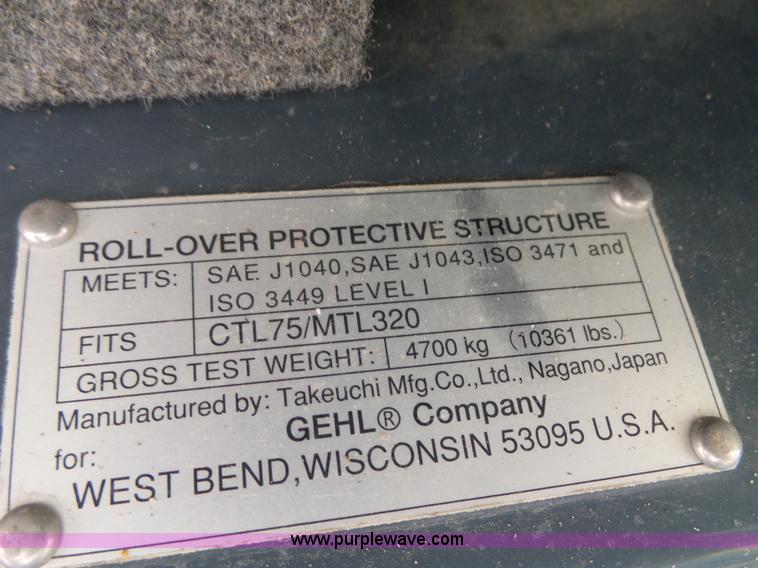 ROLL-OVER PROTECTIVE STRUCTURE
MEETS: SAE J1040,SAE J1043,ISO 3471 and
ISO 3449 LEVEL I
FITS CTL75/MTL320
GROSS TEST WEIGHT: 4700 kg (10361 lbs.)
Manufactured by: Takeuchi Mfg.Co.,Ltd., Nagano,Japan
for: GEHL® Company
WEST BEND,WISCONSIN 53095 U.S.A.
www.purplewave.com